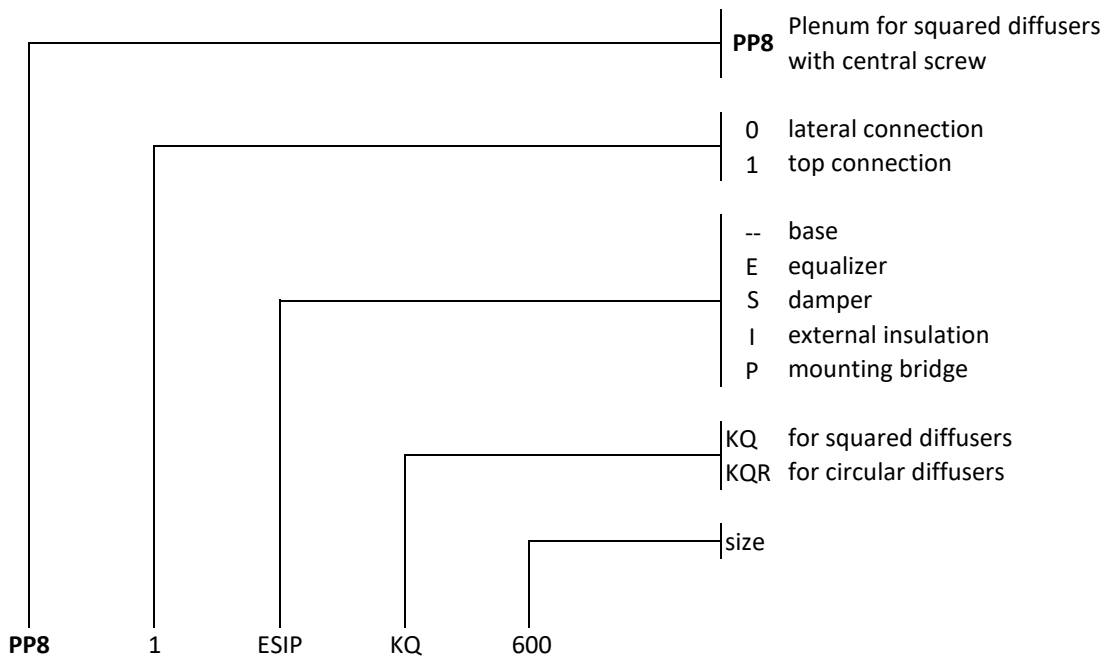 PP8 Plenum for squared diffusers
with central screw
0 lateral connection
1 top connection
-- base
E equalizer
S damper
I external insulation
P mounting bridge
KQ for squared diffusers
KQR for circular diffusers
size
PP8 1 ESIP KQ 600